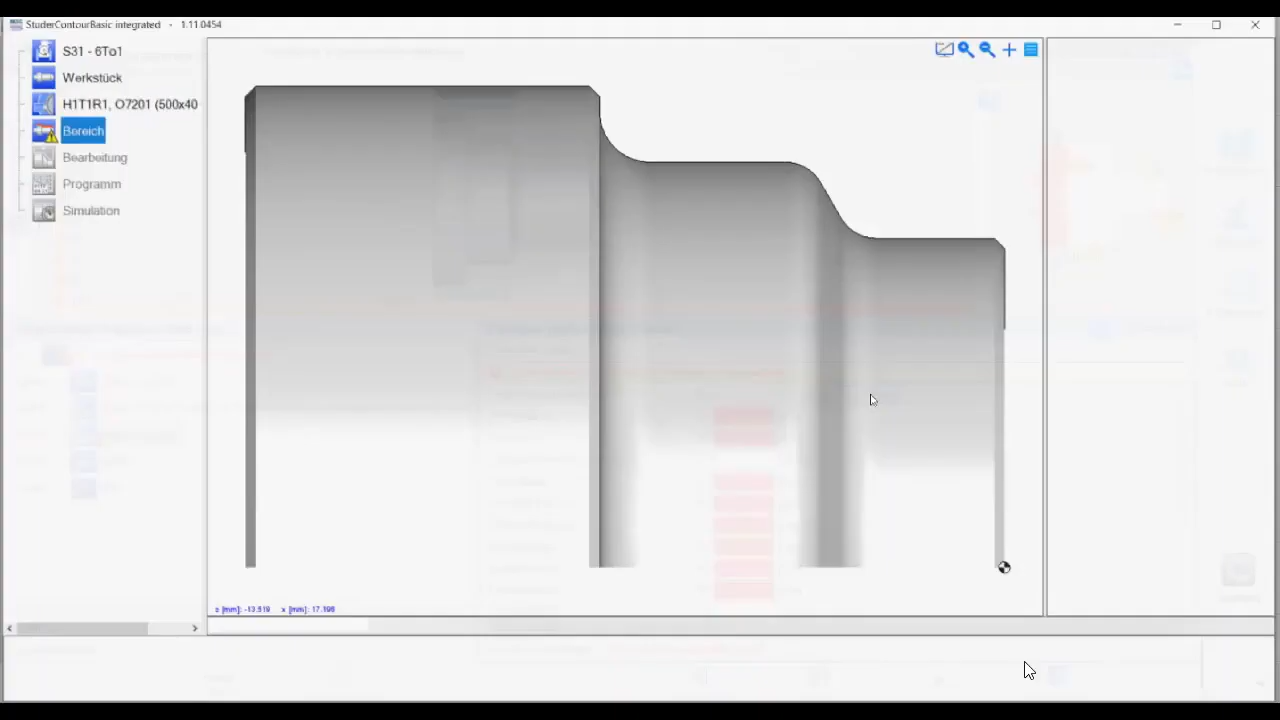 StuderContourBasic integrated - 1.11.0454
S31 - 6To1
Werkstück
H1T1R1, O7201 (500x40
Bereich
Bearbeitung
Programm
Simulation
z [mm]: -13.519 x [mm]: 17.196